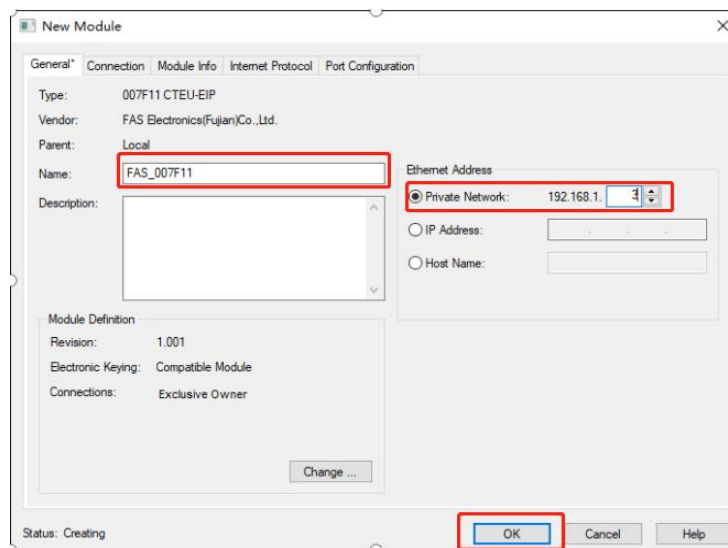 New Module
General* Connection Module Info Internet Protocol Port Configuration
Type: 007F11 CTEU-EIP
Vendor: FAS Electronics(Fujian)Co.,Ltd.
Parent: Local
Name: FAS_007F11
Description:
Ethernet Address
Private Network: 192.168.1. 3
IP Address:
Host Name:
Module Definition
Revision: 1.001
Electronic Keying: Compatible Module
Connections: Exclusive Owner
Change ...
Status: Creating
OK Cancel Help